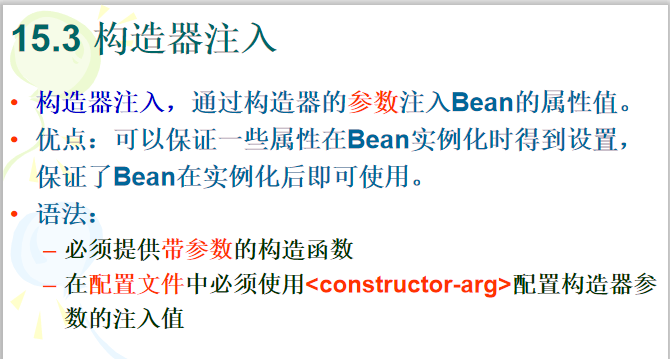 15.3 构造器注入
• 构造器注入，通过构造器的参数注入Bean的属性值。
• 优点：可以保证一些属性在Bean实例化时得到设置，
保证了Bean在实例化后即可使用。
• 语法：
– 必须提供带参数的构造函数
– 在配置文件中必须使用<constructor-arg>配置构造器参
数的注入值